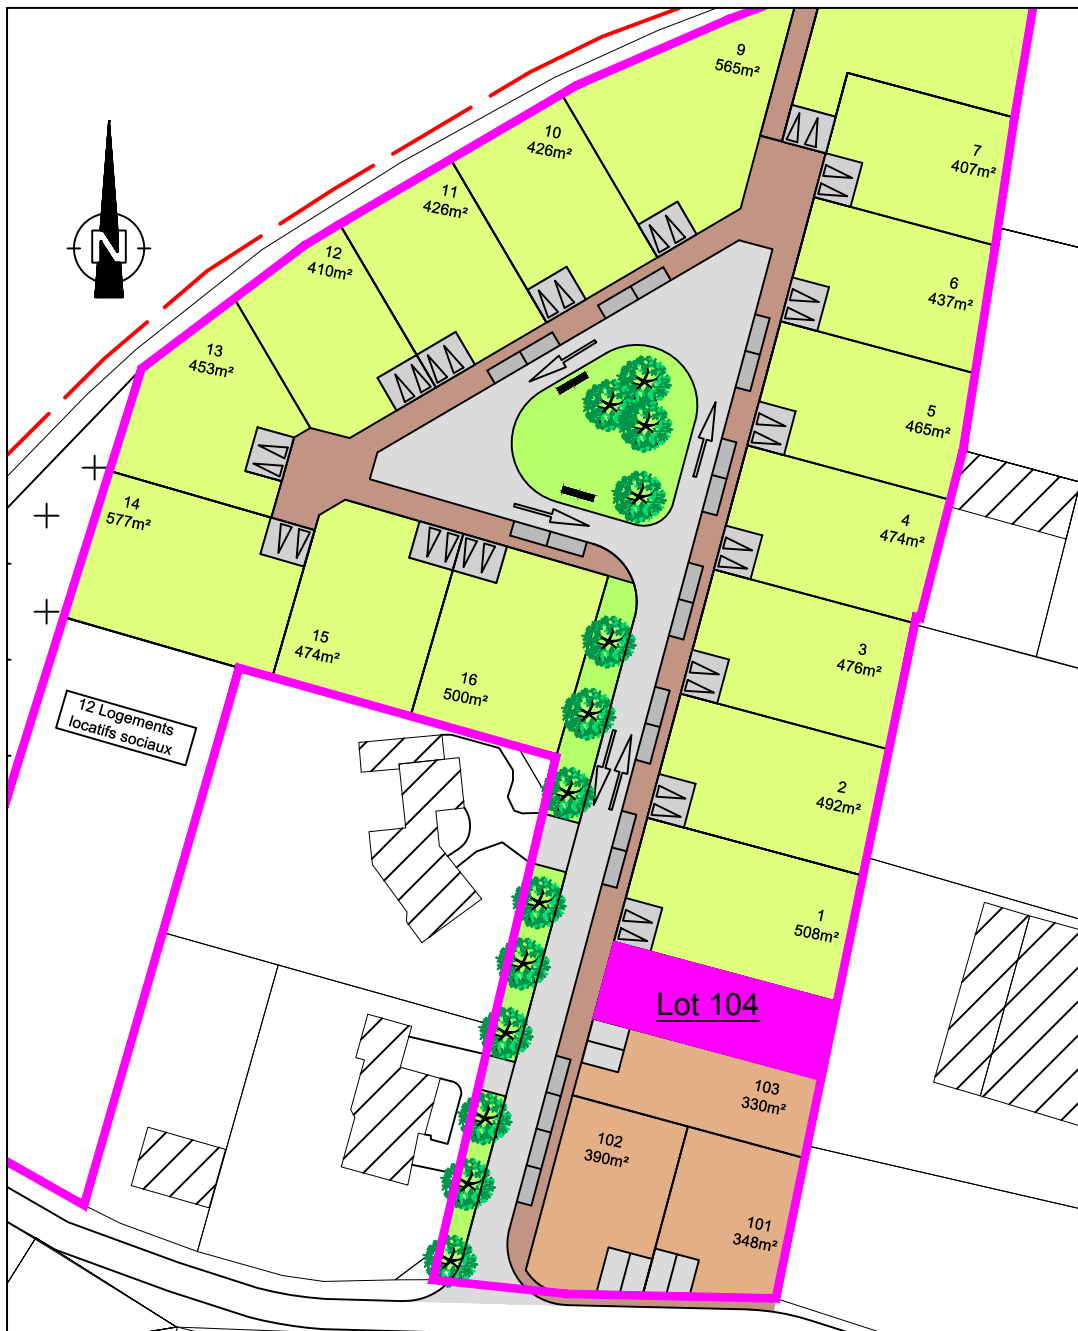 9
565m²
10
426m²
7
407m²
11
426m²
12
410m²
N
6
437m²
13
453m²
5
465m²
14
577m²
4
474m²
15
474m²
3
476m²
16
500m²
12 Logements
locatifs sociaux
2
492m²
1
508m²
Lot 104
103
330m²
102
390m²
101
348m²